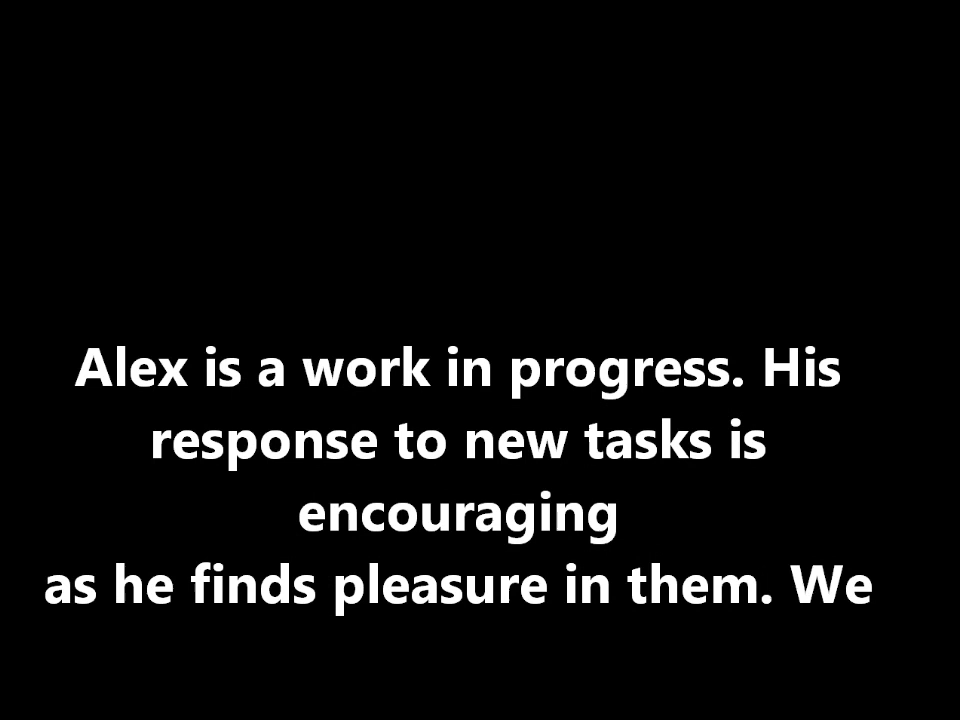 Alex is a work in progress. His
response to new tasks is
encouraging
as he finds pleasure in them. We